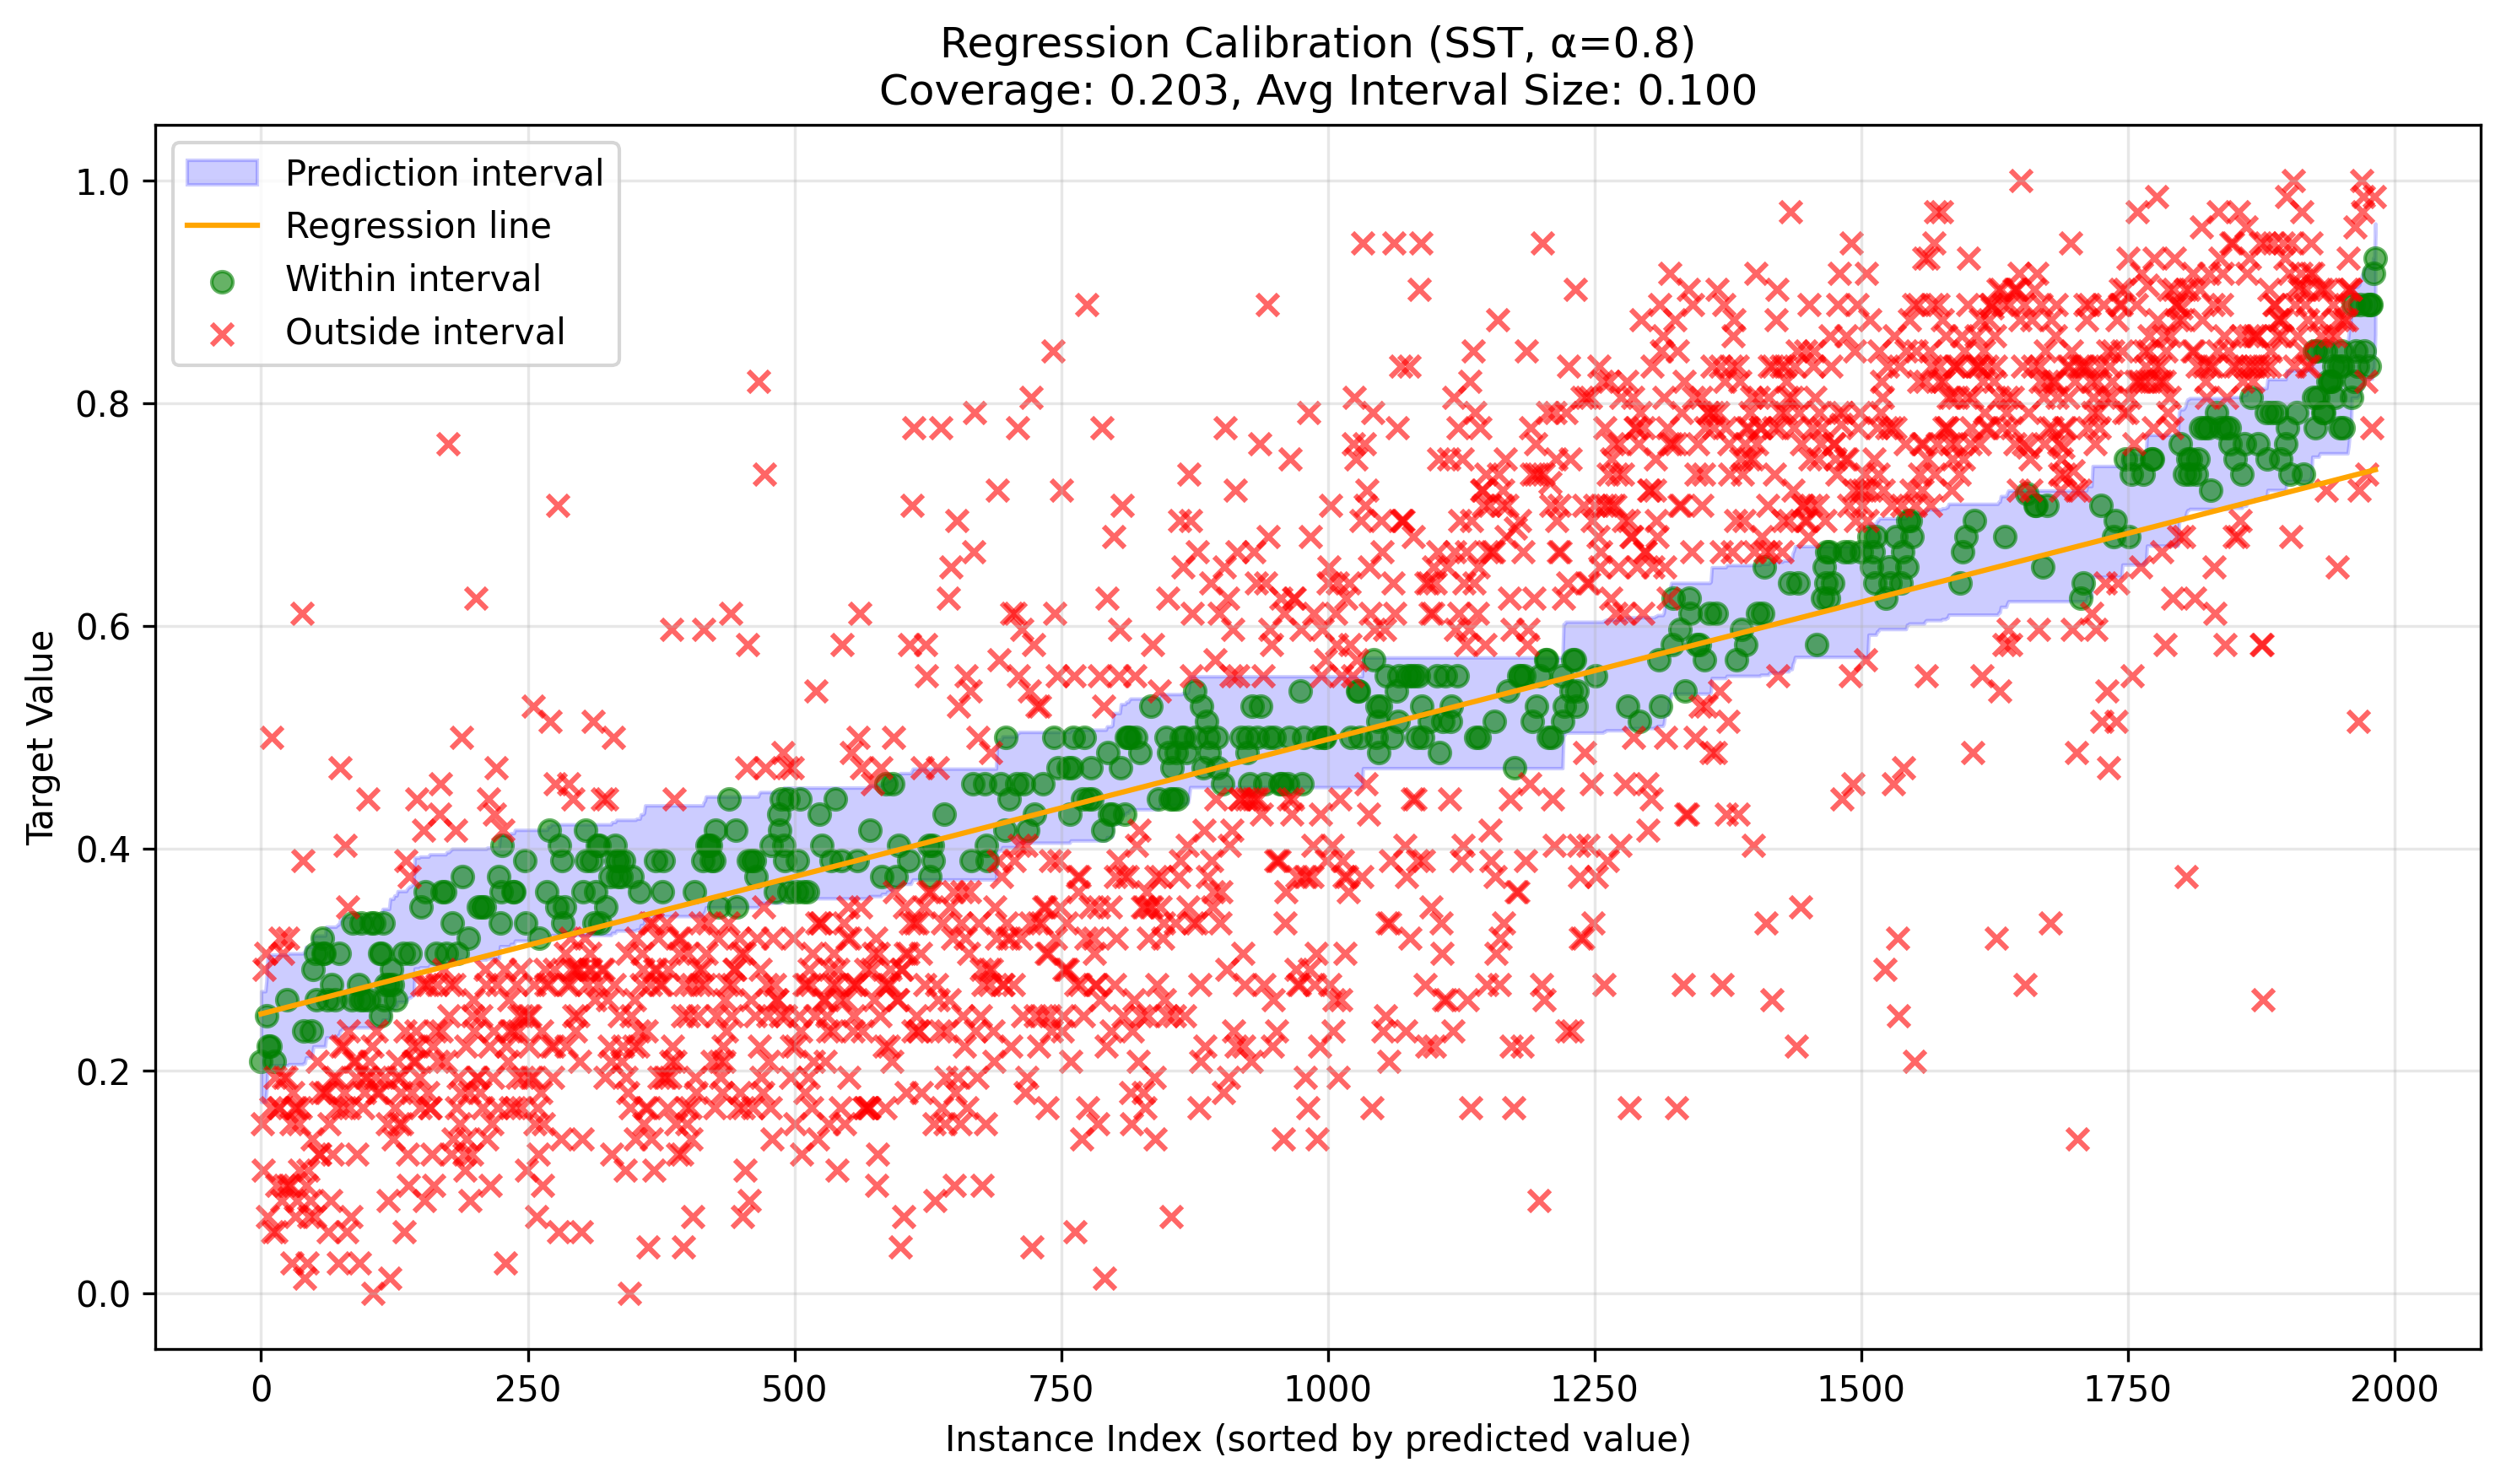 Regression Calibration (SST, α=0.8)
Coverage: 0.203, Avg Interval Size: 0.100
Prediction interval
Regression line
Within interval
Outside interval
Target Value
1.0
0.8
0.6
0.4
0.2
0.0
0
250
500
750
1000
1250
1500
1750
2000
Instance Index (sorted by predicted value)